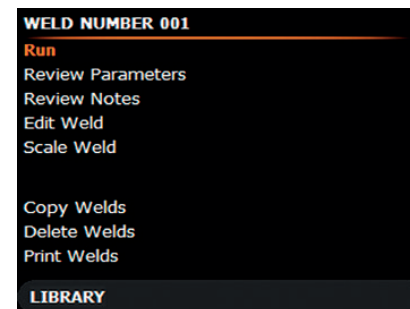 WELD NUMBER 001
Run
Review Parameters
Review Notes
Edit Weld
Scale Weld
Copy Welds
Delete Welds
Print Welds
LIBRARY